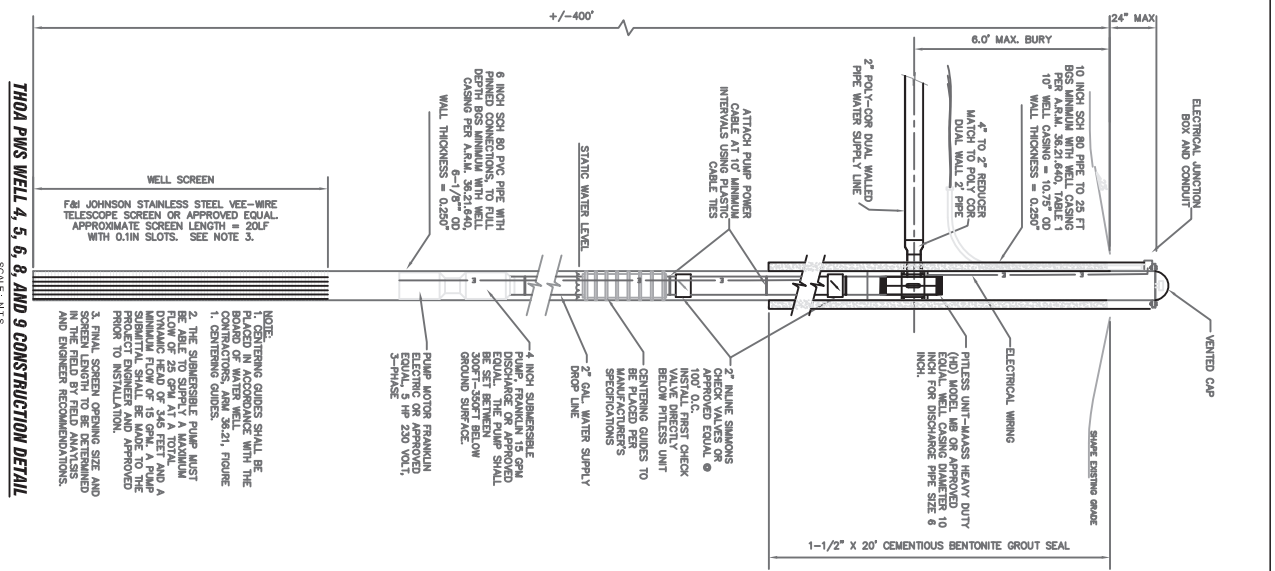 ELECTRICAL JUNCTION
BOX AND CONDUIT
VENTED CAP
24" MAX
+/-400'
6.0' MAX. BURY
SHAPE EXISTING GRADE
10 INCH SCH 80 PIPE TO 25 FT
BGS MINIMUM WITH WELL CASING
PER A.R.M. 36.21.640, TABLE 1
10" WELL CASING = 10.75" OD
WALL THICKNESS = 0.250"
4" TO 2" REDUCER
MATCH TO POLY COR
DUAL WALL 2" PIPE
2" POLY-COR DUAL WALLED
PIPE WATER SUPPLY LINE
ELECTRICAL WIRING
PITLESS UNIT-MAASS HEAVY DUTY
(HD) MODEL MB OR APPROVED
EQUAL. WELL CASING DIAMETER 10
INCH FOR DISCHARGE PIPE SIZE 6
INCH.
1-1/2" X 20' CEMENTIOUS BENTONITE GROUT SEAL
ATTACH PUMP POWER
CABLE AT 10' MINIMUM
INTERVALS USING PLASTIC
CABLE TIES
2" INLINE SIMMONS
CHECK VALVES OR
APPROVED EQUAL @
100' O.C.
INSTALL FIRST CHECK
VALVE DIRECTLY
BELOW PITLESS UNIT
CENTERING GUIDES TO
BE PLACED PER
MANUFACTURER'S
SPECIFICATIONS
STATIC WATER LEVEL
2" GAL. WATER SUPPLY
DROP LINE
6 INCH SCH 80 PVC PIPE WITH
PINNED CONNECTIONS, TO FULL
DEPTH BGS MINIMUM WITH WELL
CASING PER A.R.M. 36.21.640,
6-1/8" OD
WALL THICKNESS = 0.250"
4 INCH SUBMERSIBLE
PUMP. FRANKLIN 15 GPM
DISCHARGE OR APPROVED
EQUAL. THE PUMP SHALL
BE SET BETWEEN
300FT-350FT BELOW
GROUND SURFACE.
PUMP MOTOR FRANKLIN
ELECTRIC OR APPROVED
EQUAL, 5 HP 230 VOLT,
3-PHASE
WELL SCREEN
F&I JOHNSON STAINLESS STEEL VEE-WIRE
TELESCOPE SCREEN OR APPROVED EQUAL.
APPROXIMATE SCREEN LENGTH = 20LF
WITH 0.1IN SLOTS. SEE NOTE 3.
NOTE:
1. CENTERING GUIDES SHALL BE
PLACED IN ACCORDANCE WITH THE
BOARD OF WATER WELL
CONTRACTORS, ARM 36.21, FIGURE
1. CENTERING GUIDES.
2. THE SUBMERSIBLE PUMP MUST
BE ABLE TO SUPPLY A MAXIMUM
FLOW OF 25 GPM AT A TOTAL
DYNAMIC HEAD OF 345 FEET AND A
MINIMUM FLOW OF 15 GPM. A PUMP
SUBMITTAL SHALL BE MADE TO THE
PROJECT ENGINEER AND APPROVED
PRIOR TO INSTALLATION.
3. FINAL SCREEN OPENING SIZE AND
SCREEN LENGTH TO BE DETERMINED
IN THE FIELD BY FIELD ANALYSIS
AND ENGINEER RECOMMENDATIONS.
THOA PWS WELL 4, 5, 6, 8, AND 9 CONSTRUCTION DETAIL
SCALE: N.T.S.